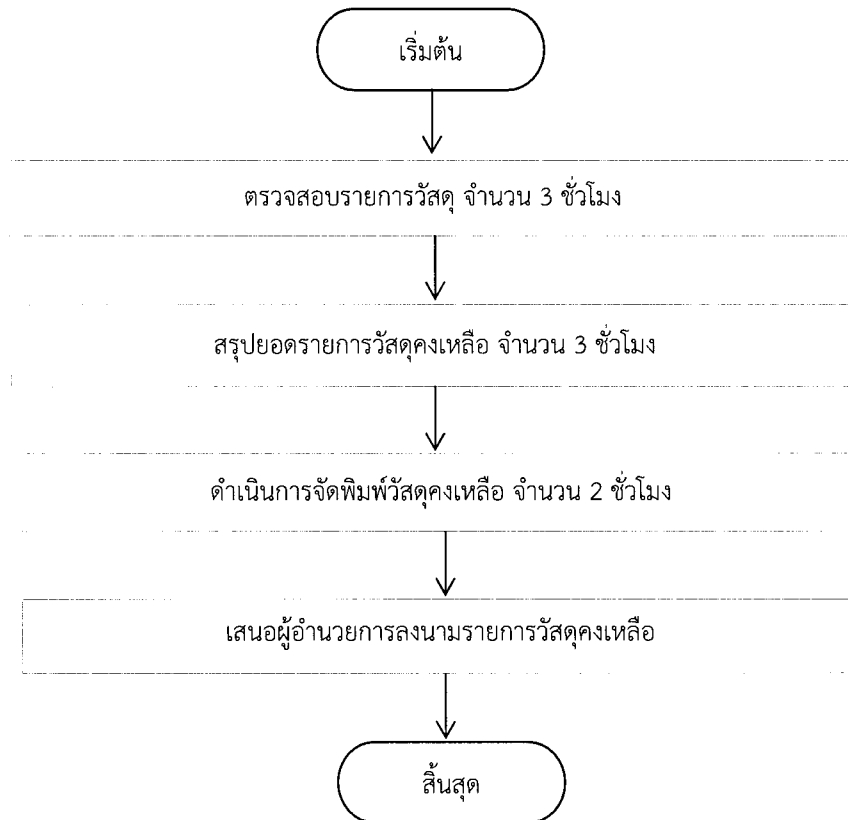 เริ่มต้น
ตรวจสอบรายการวัสดุ จำนวน 3 ชั่วโมง
สรุปยอดรายการวัสดุคงเหลือ จำนวน 3 ชั่วโมง
ดำเนินการจัดพิมพ์วัสดุคงเหลือ จำนวน 2 ชั่วโมง
เสนอผู้อำนวยการลงนามรายการวัสดุคงเหลือ
สิ้นสุด